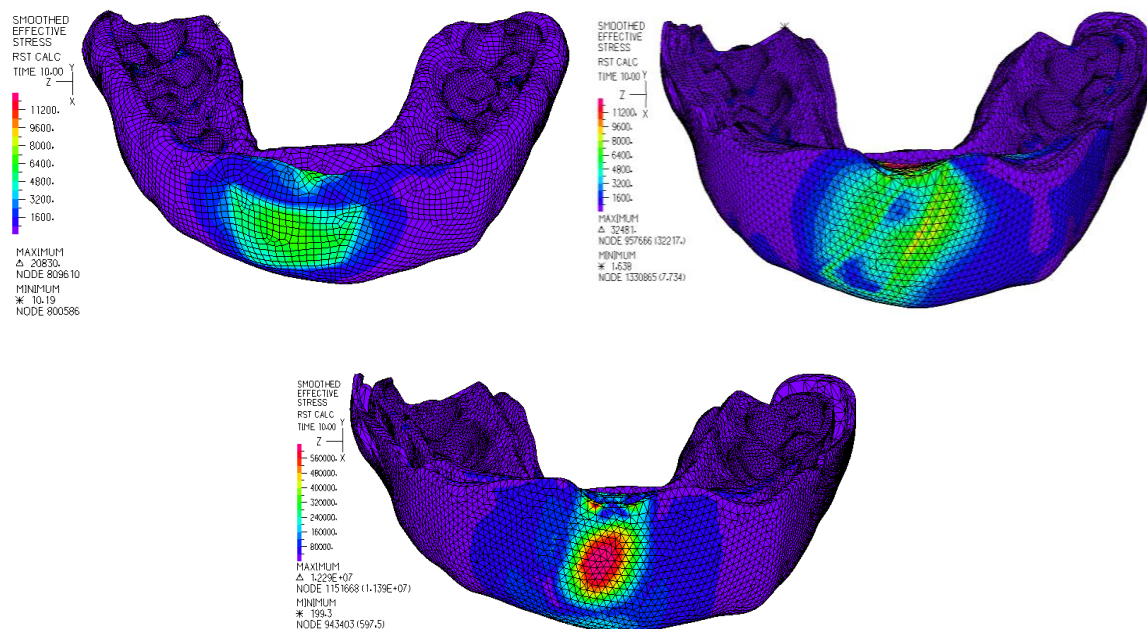 SMOOTHED
EFFECTIVE
STRESS
RST CALC
TIME 10.00
Y
Z
X
11200.
9600.
8000.
6400.
4800.
3200.
1600.
MAXIMUM
Δ 20830.
NODE 809610
MINIMUM
* 10.19
NODE 800586
SMOOTHED
EFFECTIVE
STRESS
RST CALC
TIME 10.00
Y
Z
X
11200.
9600.
8000.
6400.
4800.
3200.
1600.
MAXIMUM
Δ 32481.
NODE 957666 (32217.)
MINIMUM
* 1.638
NODE 1330865 (7.734)
SMOOTHED
EFFECTIVE
STRESS
RST CALC
TIME 10.00
Y
Z
X
560000.
480000.
400000.
320000.
240000.
160000.
80000.
MAXIMUM
Δ 1.229E+07
NODE 1151668 (1.139E+07)
MINIMUM
* 199.3
NODE 943403 (597.5)